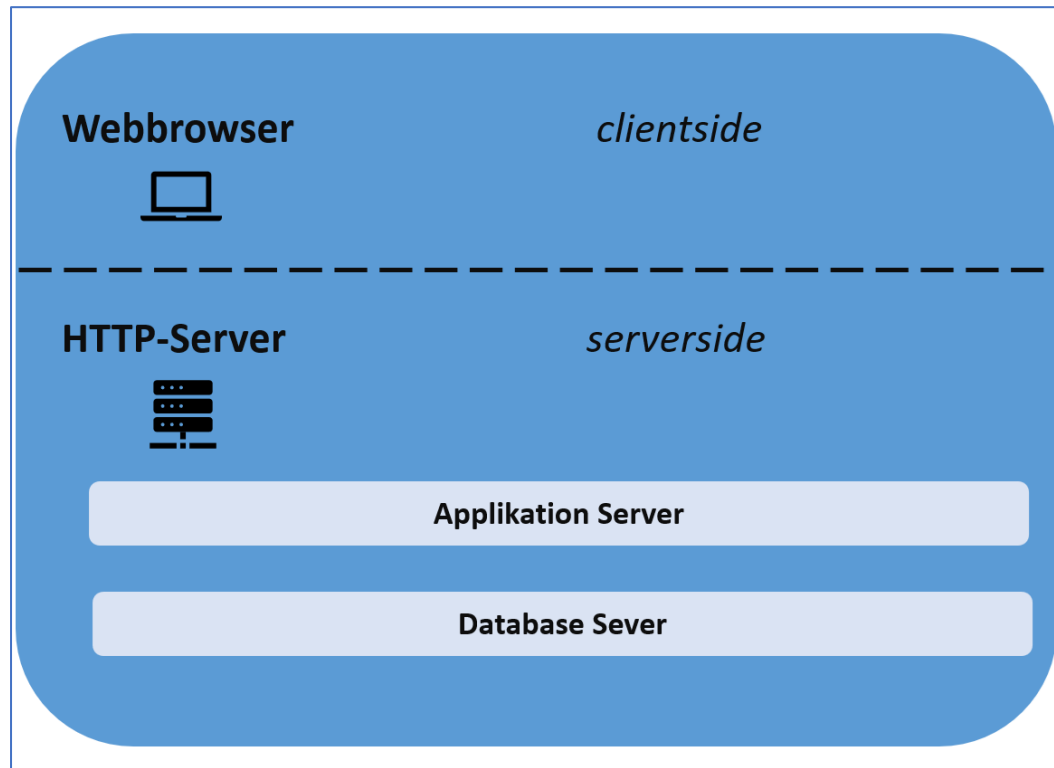 Webbrowser
clientside
HTTP-Server
serverside
Applikation Server
Database Sever